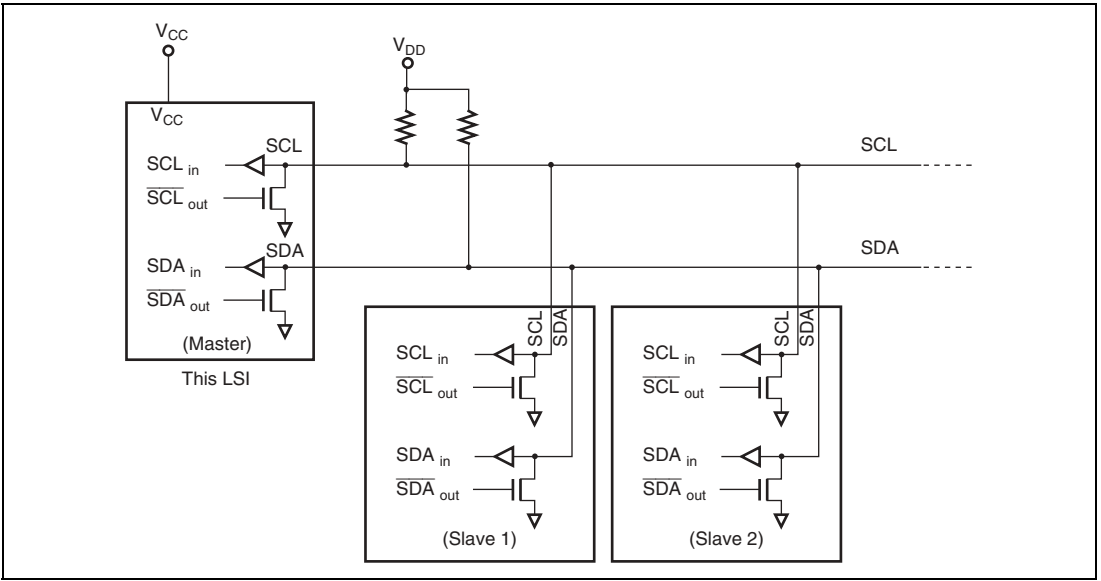 VCC
VDD
VCC
SCL
SCL in
SCL out
SDA
SDA in
SDA out
(Master)
This LSI
SCL
SDA
SCL
SDA
SCL in
SCL out
SDA in
SDA out
(Slave 1)
SCL
SDA
SCL in
SCL out
SDA in
SDA out
(Slave 2)